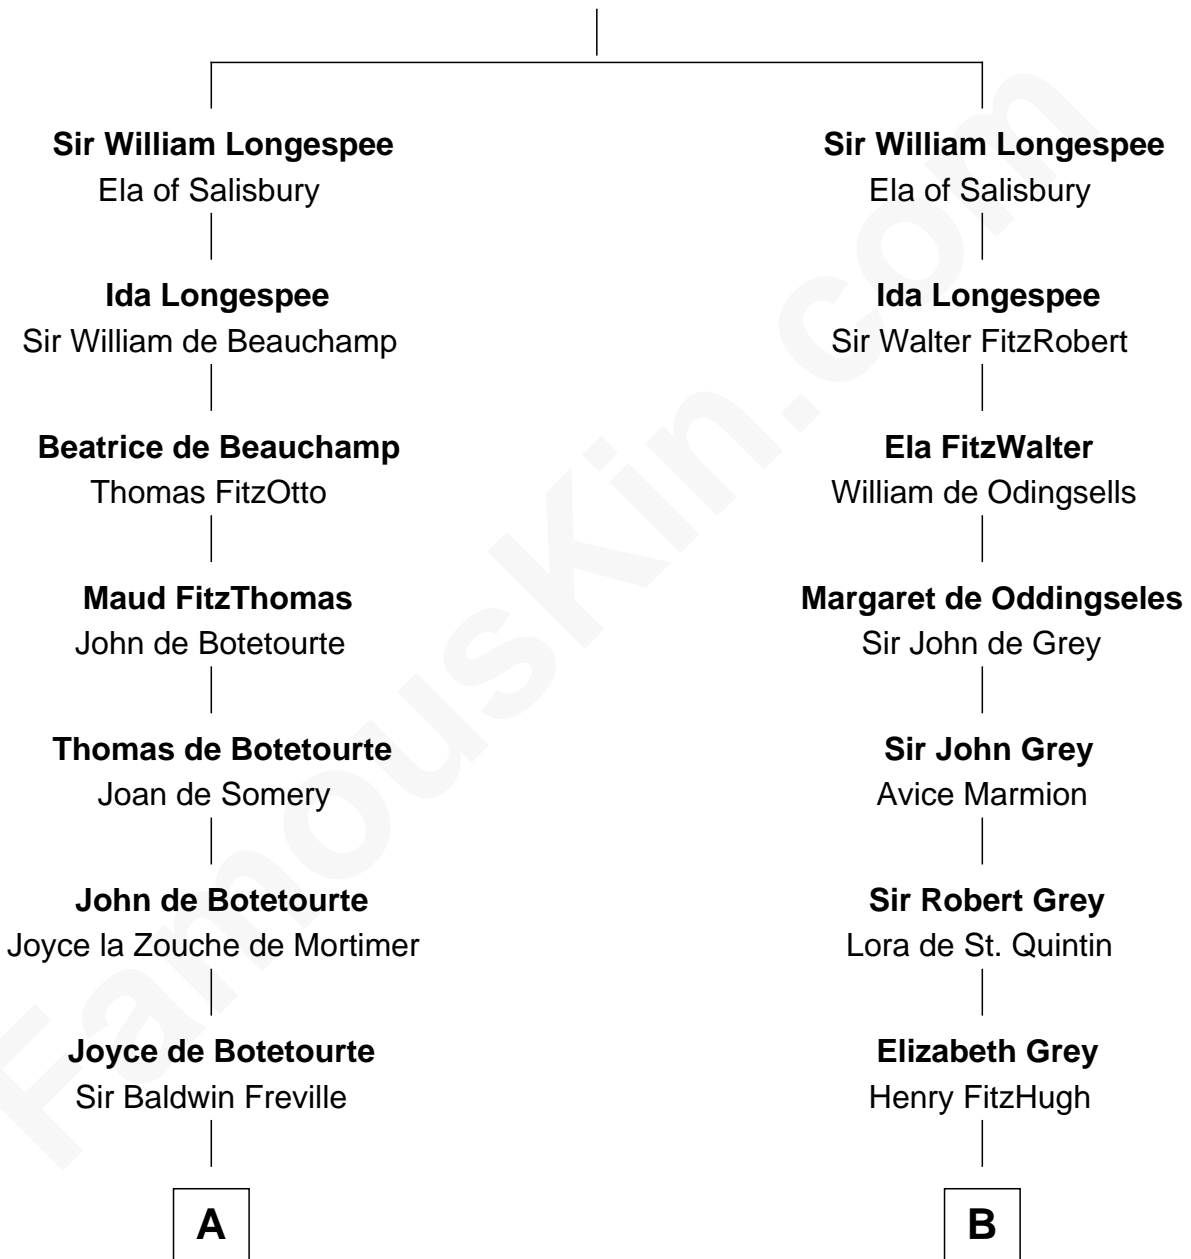 Sir William Longespee
Ela of Salisbury
Ida Longespee
Sir William de Beauchamp
Beatrice de Beauchamp
Thomas FitzOtto
Maud FitzThomas
John de Botetourte
Thomas de Botetourte
Joan de Somery
John de Botetourte
Joyce la Zouche de Mortimer
Joyce de Botetourte
Sir Baldwin Freville
A
Sir William Longespee
Ela of Salisbury
Ida Longespee
Sir Walter FitzRobert
Ela FitzWalter
William de Odingsells
Margaret de Oddingseles
Sir John de Grey
Sir John Grey
Avice Marmion
Sir Robert Grey
Lora de St. Quintin
Elizabeth Grey
Henry FitzHugh
B
FamousKin.com